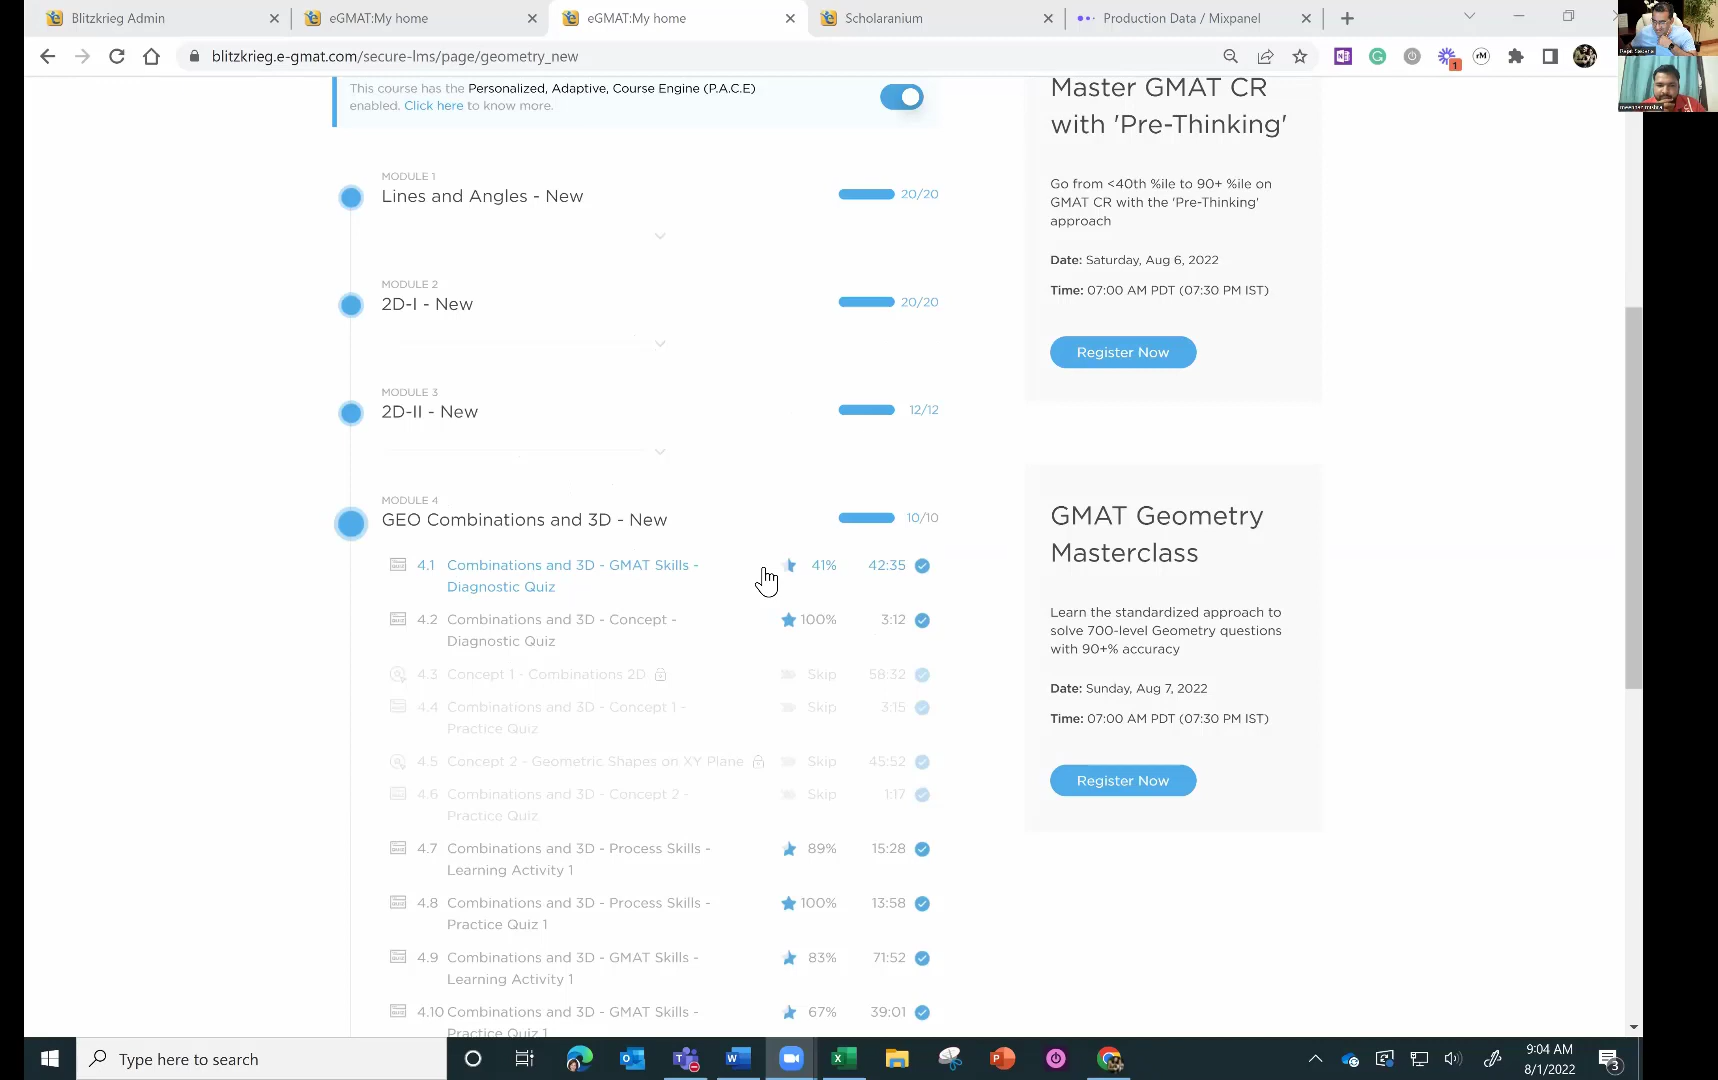 Blitzkrieg Admin
eGMAT:My home
eGMAT:My home
Scholaranium
Production Data / Mixpanel
blitzkrieg.e-gmat.com/secure-lms/page/geometry_new
This course has the Personalized, Adaptive, Course Engine (P.A.C.E)
enabled. Click here to know more.
MODULE 1
Lines and Angles - New
20/20
MODULE 2
2D-I - New
20/20
MODULE 3
2D-II - New
12/12
MODULE 4
GEO Combinations and 3D - New
10/10
4.1 Combinations and 3D - GMAT Skills -
Diagnostic Quiz
41% 42:35
4.2 Combinations and 3D - Concept -
Diagnostic Quiz
100% 3:12
4.3 Concept 1 - Combinations 2D
Skip 58:32
4.4 Combinations and 3D - Concept 1 -
Practice Quiz
Skip 3:15
4.5 Concept 2 - Geometric Shapes on XY Plane
Skip 45:52
4.6 Combinations and 3D - Concept 2 -
Practice Quiz
Skip 1:17
4.7 Combinations and 3D - Process Skills -
Learning Activity 1
89% 15:28
4.8 Combinations and 3D - Process Skills -
Practice Quiz 1
100% 13:58
4.9 Combinations and 3D - GMAT Skills -
Learning Activity 1
83% 71:52
4.10 Combinations and 3D - GMAT Skills -
Practice Quiz 1
67% 39:01
Master GMAT CR
with 'Pre-Thinking'
Go from <40th %ile to 90+ %ile on
GMAT CR with the 'Pre-Thinking'
approach
Date: Saturday, Aug 6, 2022
Time: 07:00 AM PDT (07:30 PM IST)
Register Now
GMAT Geometry
Masterclass
Learn the standardized approach to
solve 700-level Geometry questions
with 90+% accuracy
Date: Sunday, Aug 7, 2022
Time: 07:00 AM PDT (07:30 PM IST)
Register Now
Type here to search
9:04 AM
8/1/2022
3